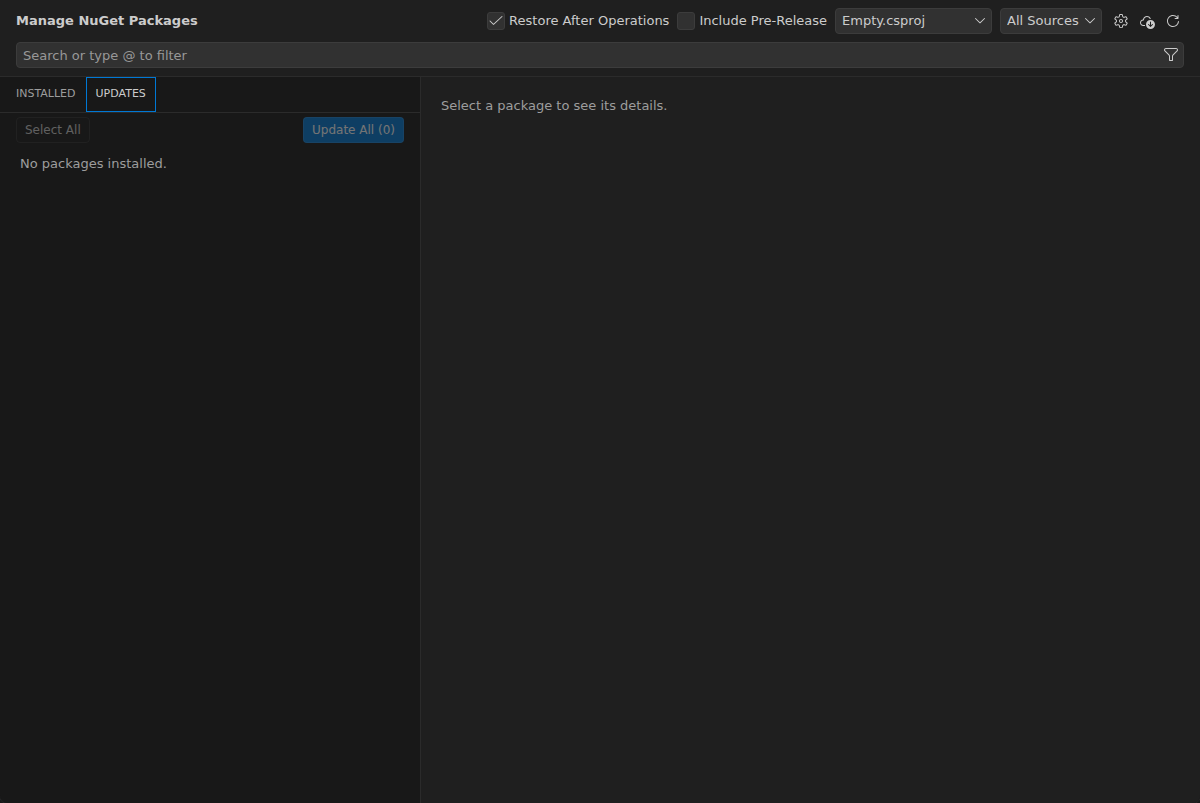 Manage NuGet Packages
Restore After Operations
Include Pre-Release
Empty.csproj
All Sources
Search or type @ to filter
INSTALLED
UPDATES
Select All
Update All (0)
No packages installed.
Select a package to see its details.